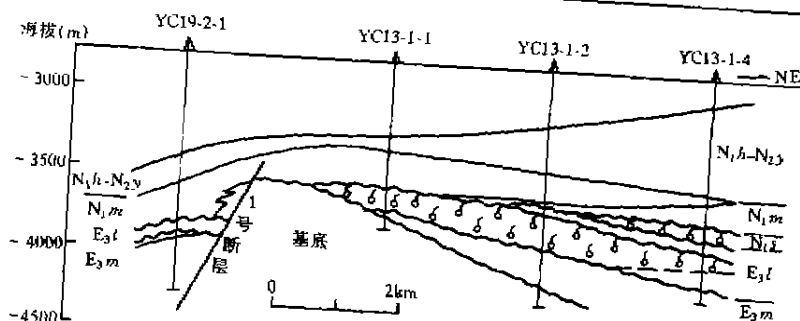 海拔(m)
YC19-2-1
YC13-1-1
YC13-1-2
YC13-1-4
NE
-3000
-3500
-4000
-4500
N₁h-N₂y
N₁m
E₃l
E₃m
1号断层
基底
0
2km
N₁h-N₂y
N₁m
E₃l
E₃m